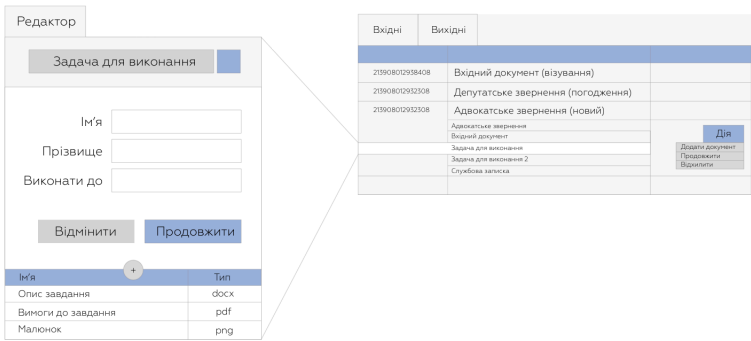 Редактор
Задача для виконання
Ім'я
Прізвище
Виконати до
Відмінити
Продовжити
+
Ім'я Тип
Опис завдання docx
Вимоги до завдання pdf
Малюнок png
Вхідні Вихідні
213908012938408 Вхідний документ (візування)
213908012932308 Депутатське звернення (погодження)
213908012932308 Адвокатське звернення (новий)
Адвокатське звернення
Вхідний документ
Задача для виконання
Задача для виконання 2
Службова записка
Дія
Додати документ
Продовжити
Відхилити